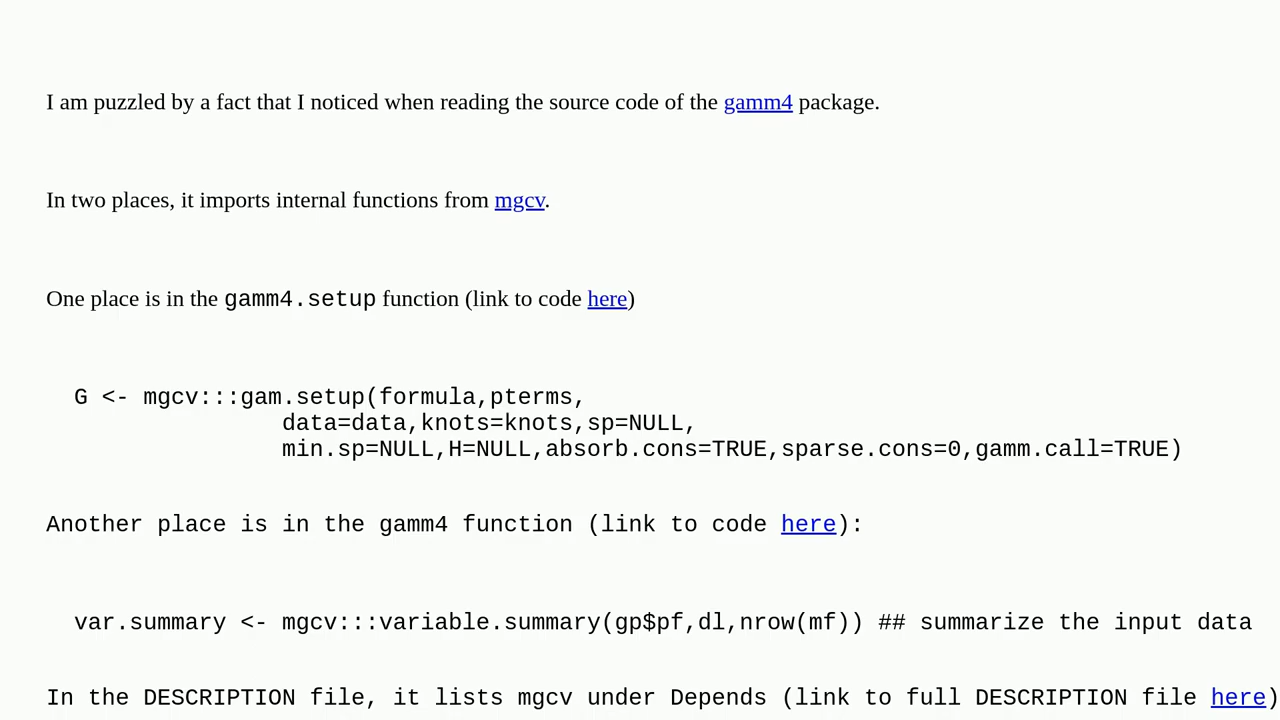 I am puzzled by a fact that I noticed when reading the source code of the gamm4 package.
In two places, it imports internal functions from mgcv.
One place is in the gamm4.setup function (link to code here)
G <- mgcv:::gam.setup(formula,pterms,
data=data,knots=knots,sp=NULL,
min.sp=NULL,H=NULL,absorb.cons=TRUE,sparse.cons=0,gamm.call=TRUE)
Another place is in the gamm4 function (link to code here):
var.summary <- mgcv:::variable.summary(gp$pf,dl,nrow(mf)) ## summarize the input data
In the DESCRIPTION file, it lists mgcv under Depends (link to full DESCRIPTION file here)